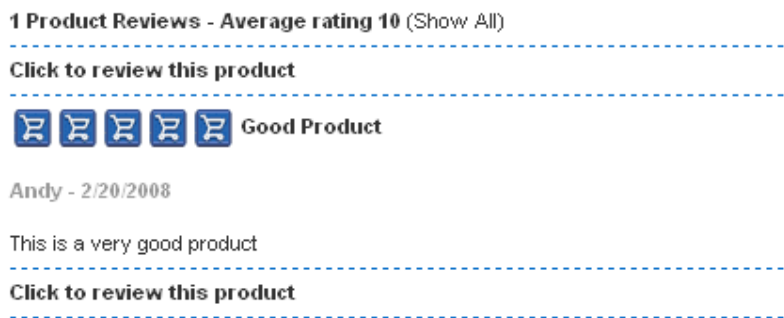 1 Product Reviews - Average rating 10 (Show All)
Click to review this product
Good Product
Andy - 2/20/2008
This is a very good product
Click to review this product